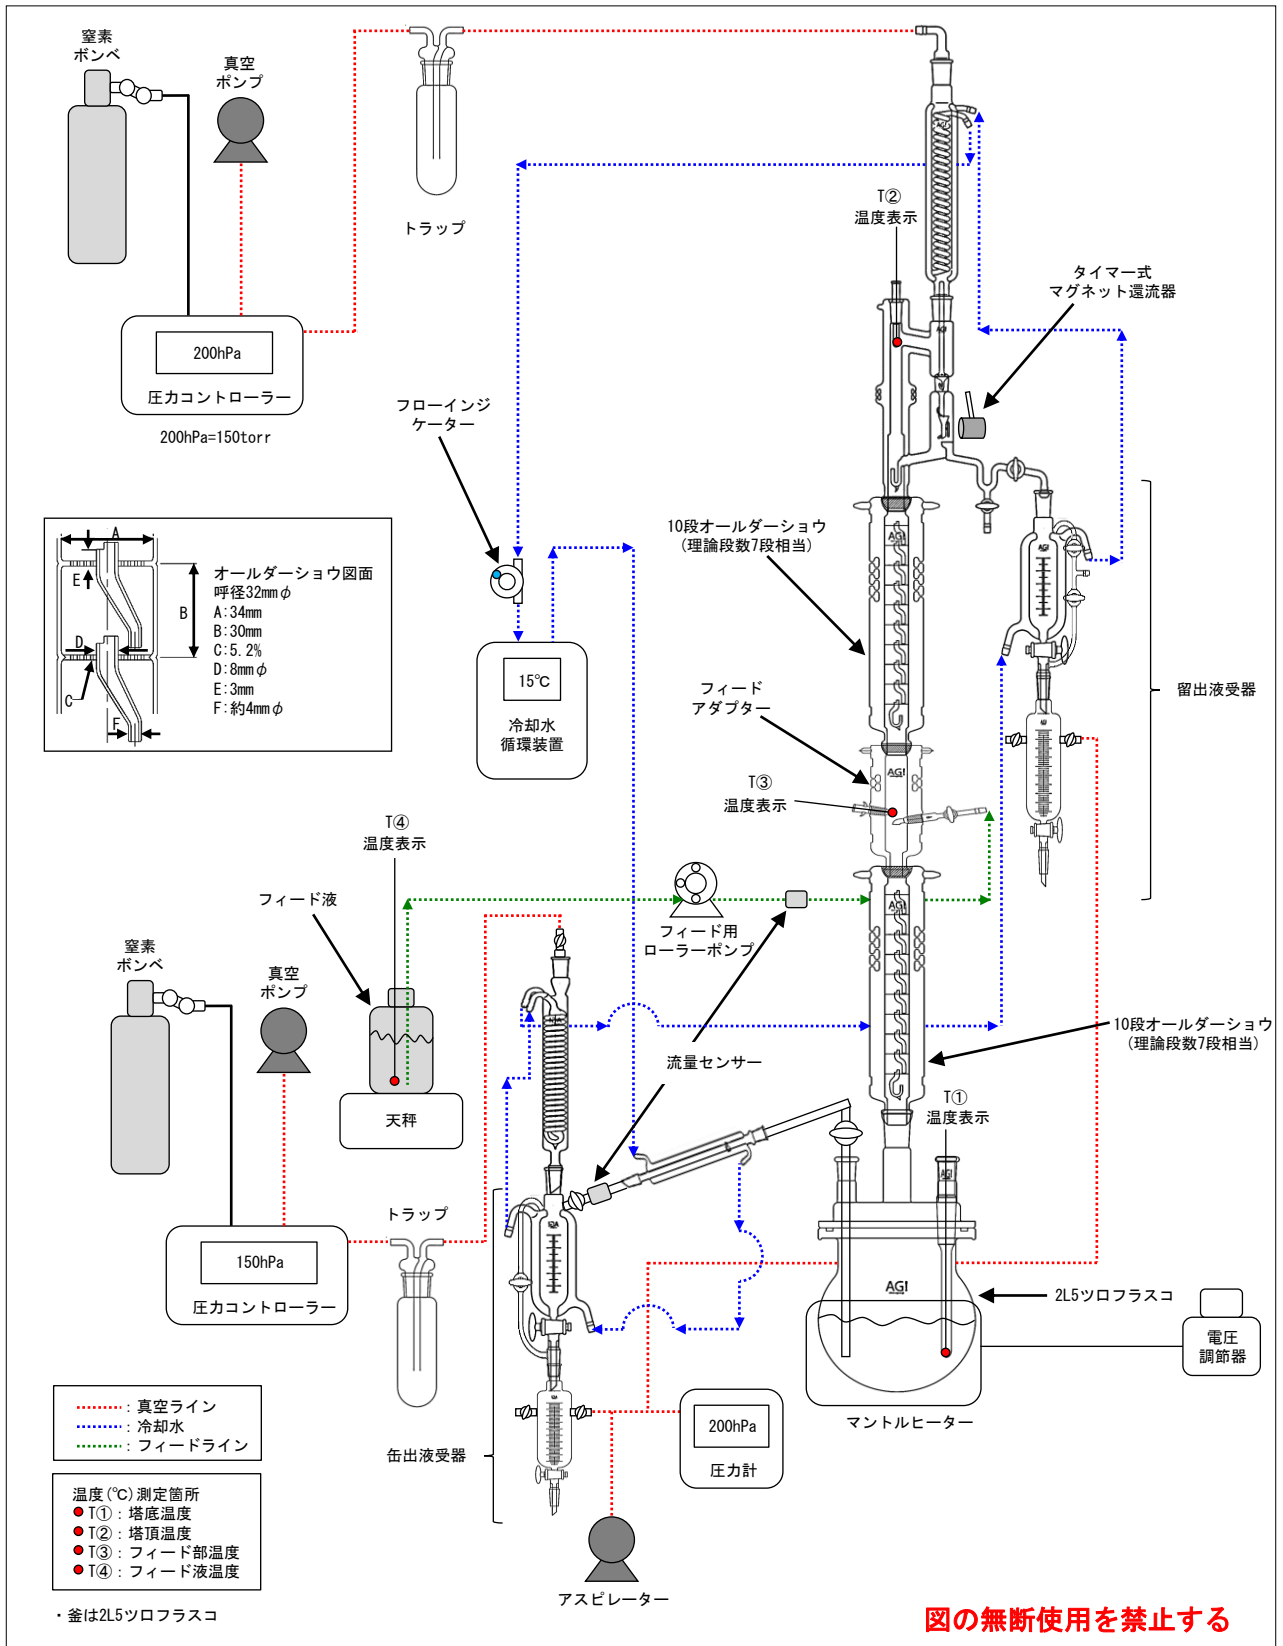 窒素
ボンベ
真空
ポンプ
トラップ
200hPa
圧力コントローラー
200hPa=150torr
T②
温度表示
タイマー式
マグネット還流器
フローインジ
ケーター
10段オールダーショウ
(理論段数7段相当)
A
E
B
D
C
F
オールダーショウ図面
呼径32mmφ
A:34mm
B:30mm
C:5.2%
D:8mmφ
E:3mm
F:約4mmφ
15℃
冷却水
循環装置
フィード
アダプター
T③
温度表示
留出液受器
T④
温度表示
フィード液
フィード用
ローラーポンプ
窒素
ボンベ
真空
ポンプ
天秤
流量センサー
10段オールダーショウ
(理論段数7段相当)
T①
温度表示
トラップ
150hPa
圧力コントローラー
AGI
AGI
AGI
AGI
AGI
AGI
AGI
2L5ツロフラスコ
電圧
調節器
マントルヒーター
缶出液受器
200hPa
圧力計
アスピレーター
:真空ライン
:冷却水
:フィードライン
温度(℃)測定箇所
T①:塔底温度
T②:塔頂温度
T③:フィード部温度
T④:フィード液温度
・釜は2L5ツロフラスコ
図の無断使用を禁止する